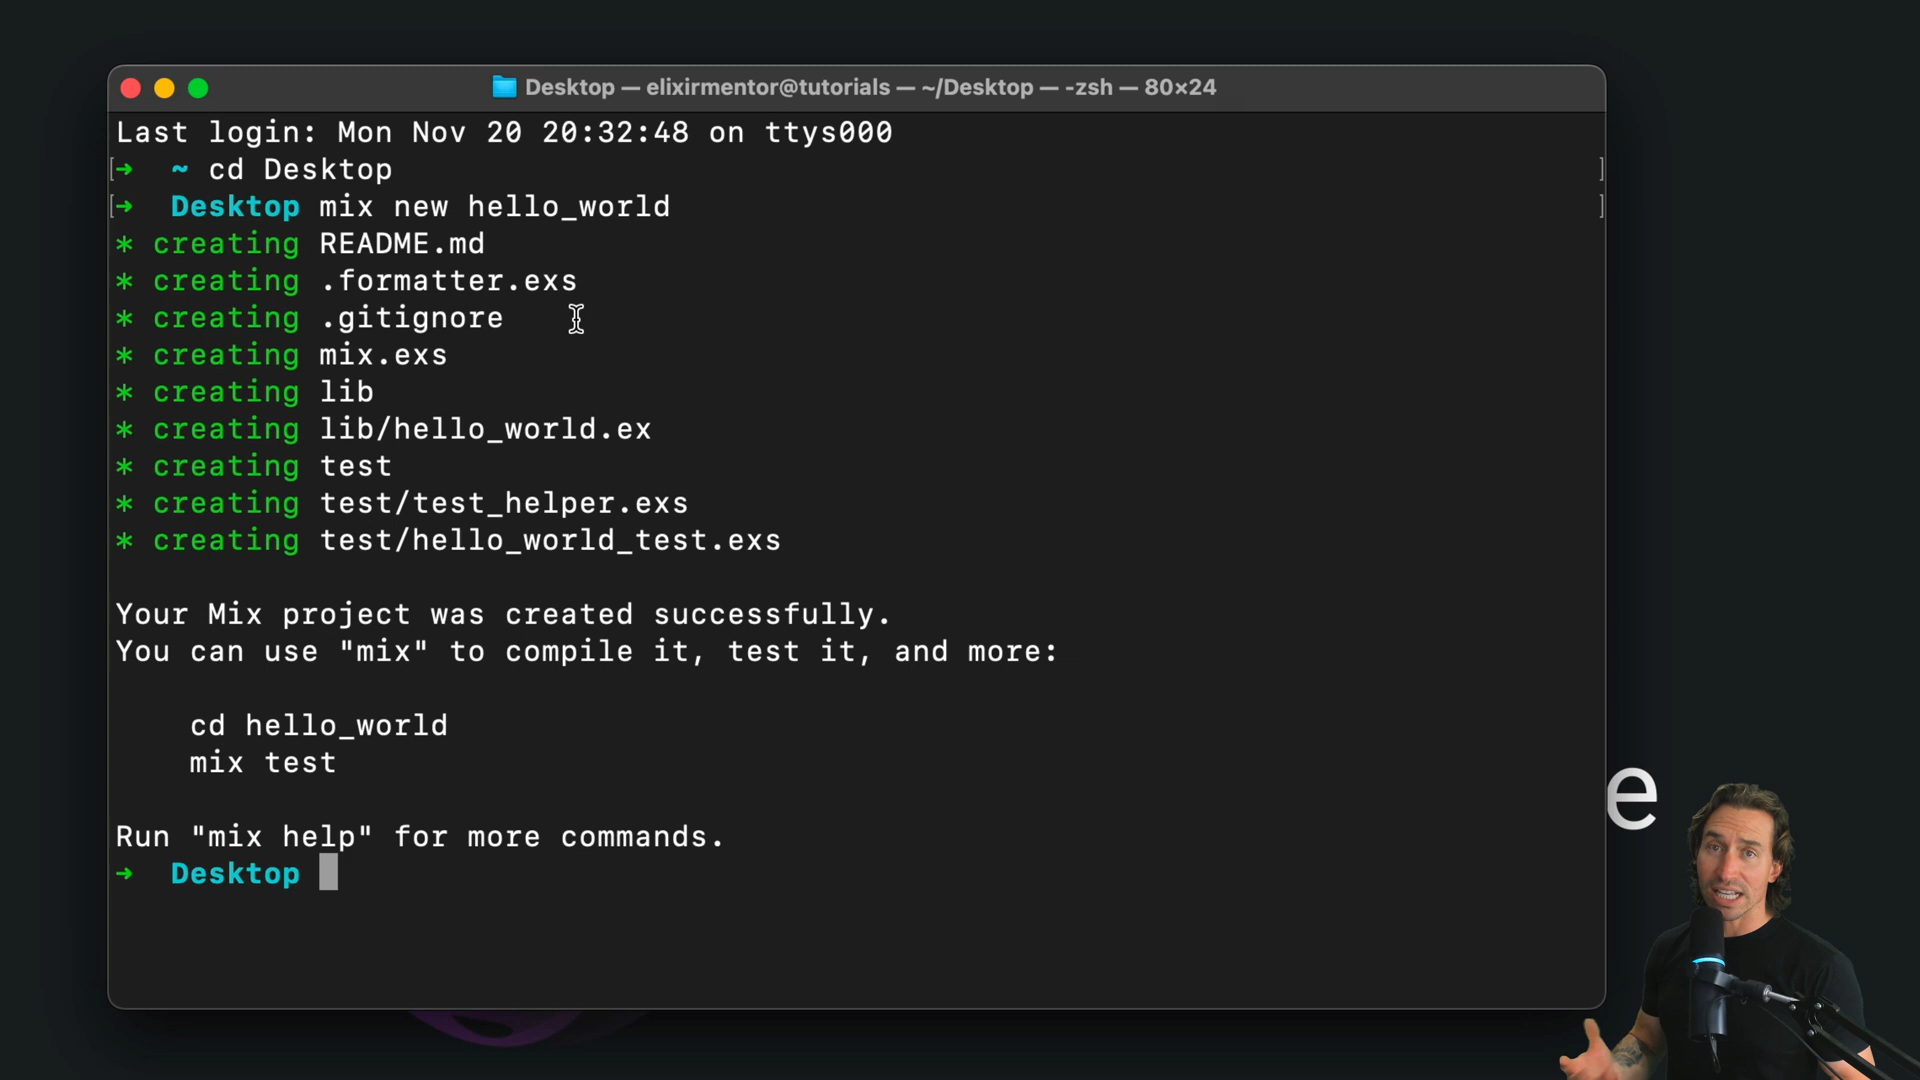 Desktop — elixirmentor@tutorials — ~/Desktop — -zsh — 80×24
Last login: Mon Nov 20 20:32:48 on ttys000
[➜ ~ cd Desktop ]
[➜ Desktop mix new hello_world ]
* creating README.md
* creating .formatter.exs
* creating .gitignore
* creating mix.exs
* creating lib
* creating lib/hello_world.ex
* creating test
* creating test/test_helper.exs
* creating test/hello_world_test.exs
Your Mix project was created successfully.
You can use "mix" to compile it, test it, and more:
cd hello_world
mix test
Run "mix help" for more commands.
➜ Desktop
e